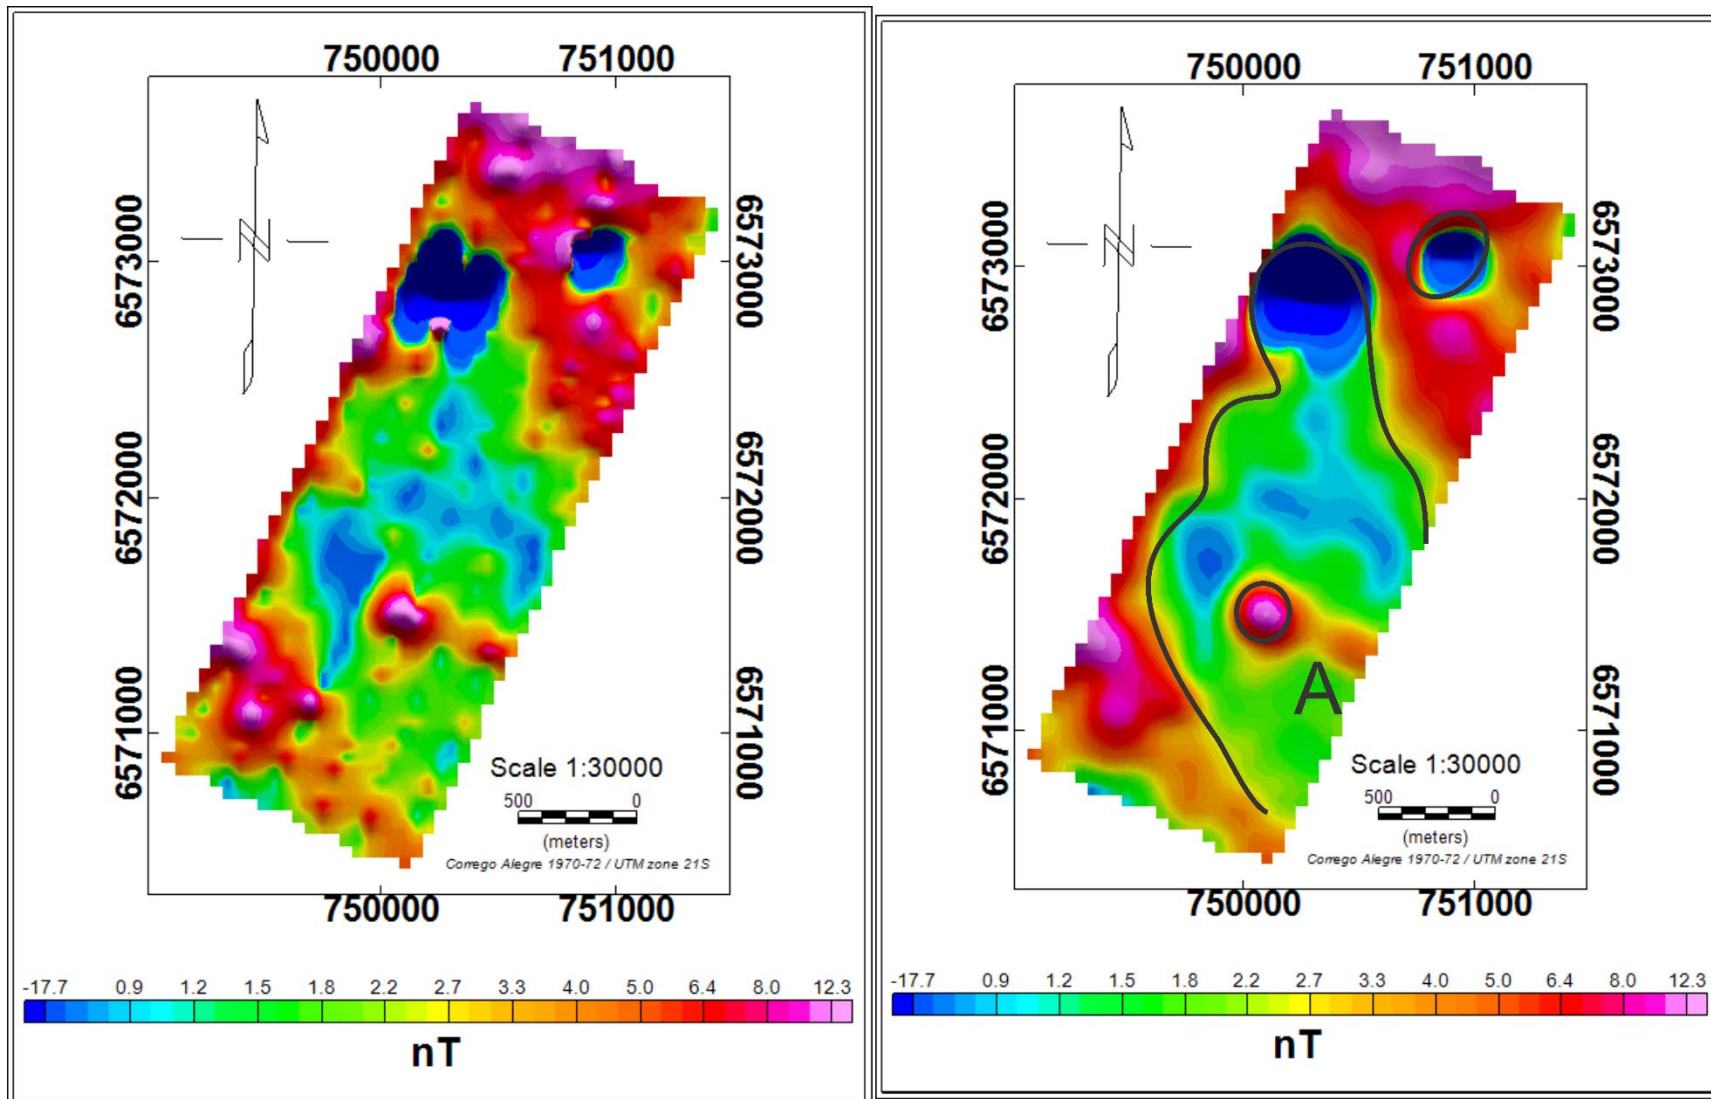 750000 751000
6573000
6572000
6571000
6573000
6572000
6571000
N
Scale 1:30000
500 0
(meters)
Corrego Alegre 1970-72 / UTM zone 21S
750000 751000
-17.7 0.9 1.2 1.5 1.8 2.2 2.7 3.3 4.0 5.0 6.4 8.0 12.3
nT
750000 751000
6573000
6572000
6571000
6573000
6572000
6571000
N
A
Scale 1:30000
500 0
(meters)
Corrego Alegre 1970-72 / UTM zone 21S
750000 751000
-17.7 0.9 1.2 1.5 1.8 2.2 2.7 3.3 4.0 5.0 6.4 8.0 12.3
nT